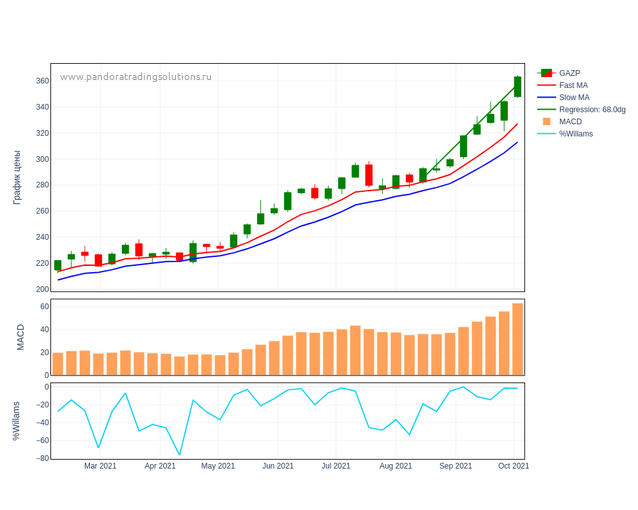 www.pandoratradingsolutions.ru
График цены
360
340
320
300
280
260
240
220
200
GAZP
Fast MA
Slow MA
Regression: 68.0dg
MACD
%Willams
MACD
60
40
20
0
%Willams
0
−20
−40
−60
−80
Mar 2021
Apr 2021
May 2021
Jun 2021
Jul 2021
Aug 2021
Sep 2021
Oct 2021